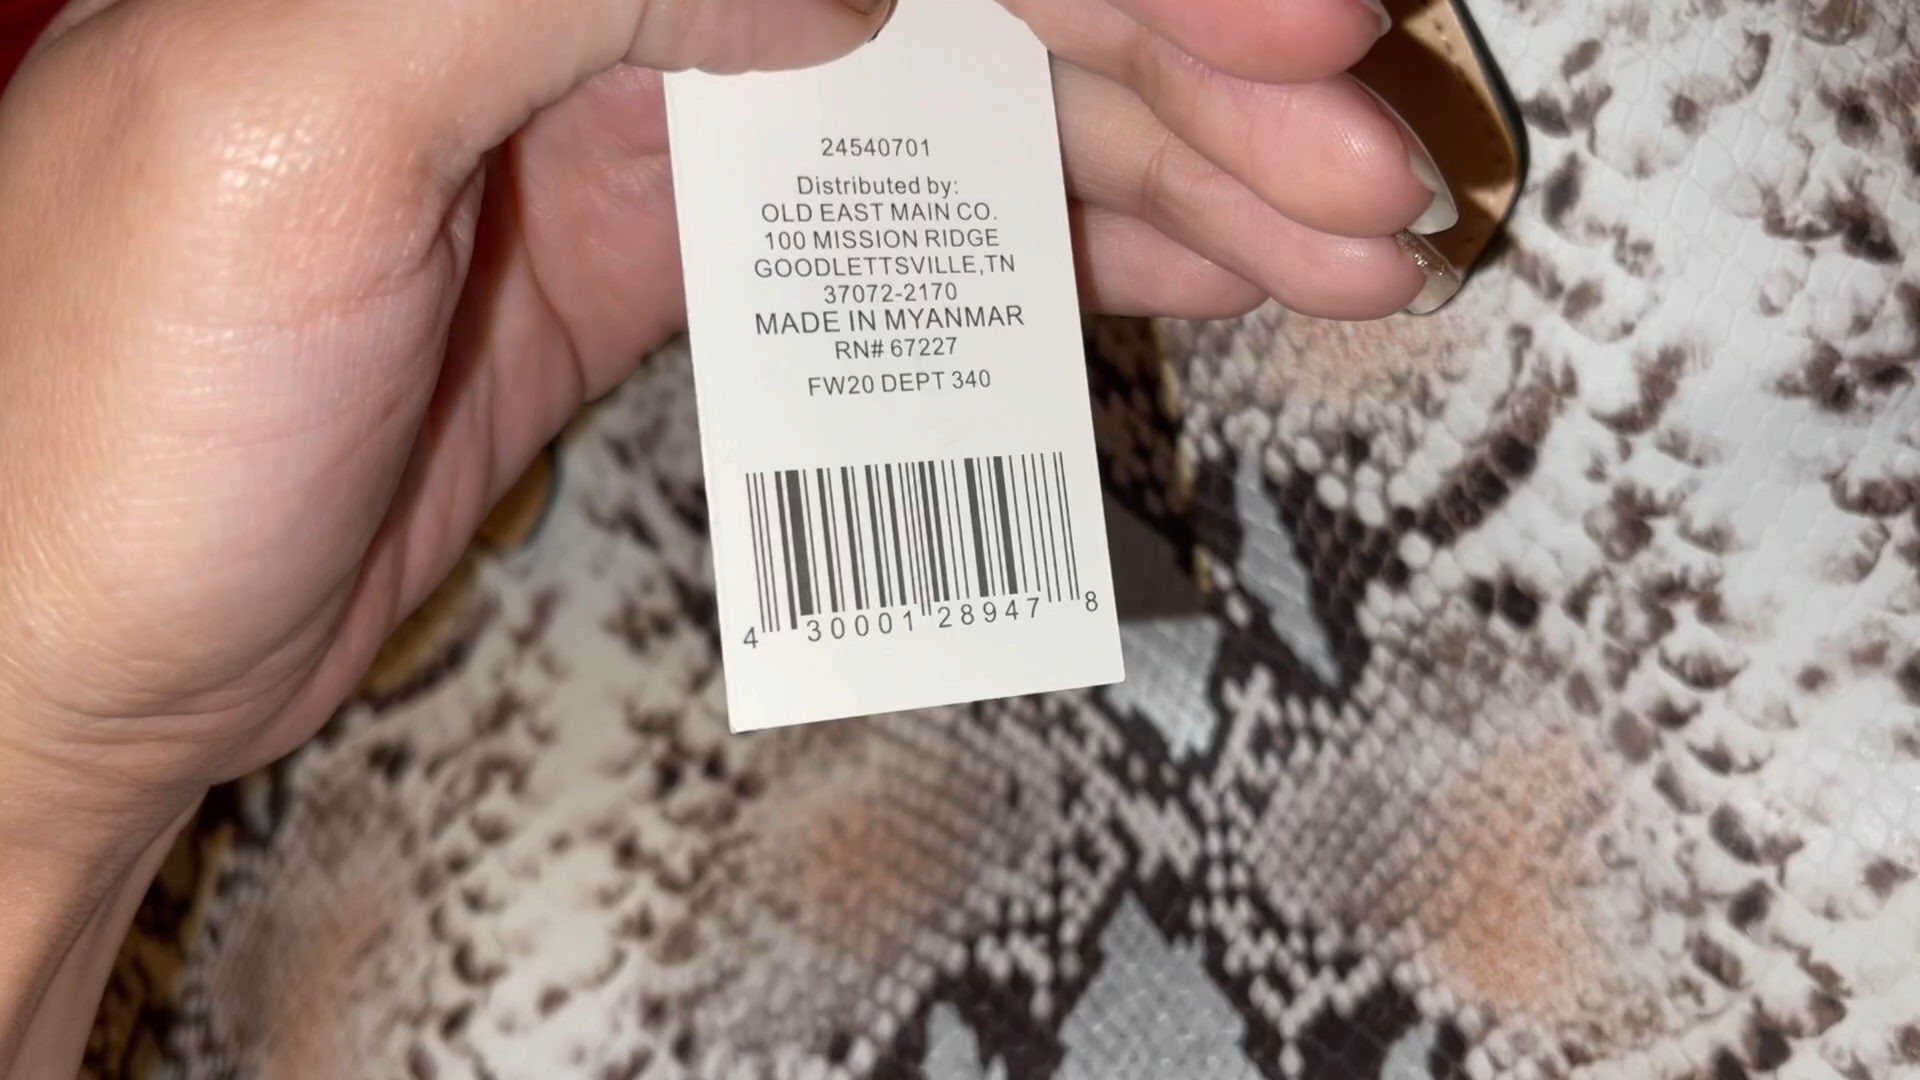 24540701
Distributed by:
OLD EAST MAIN CO.
100 MISSION RIDGE
GOODLETTSVILLE,TN
37072-2170
MADE IN MYANMAR
RN# 67227
FW20 DEPT 340
4 30001 28947 8